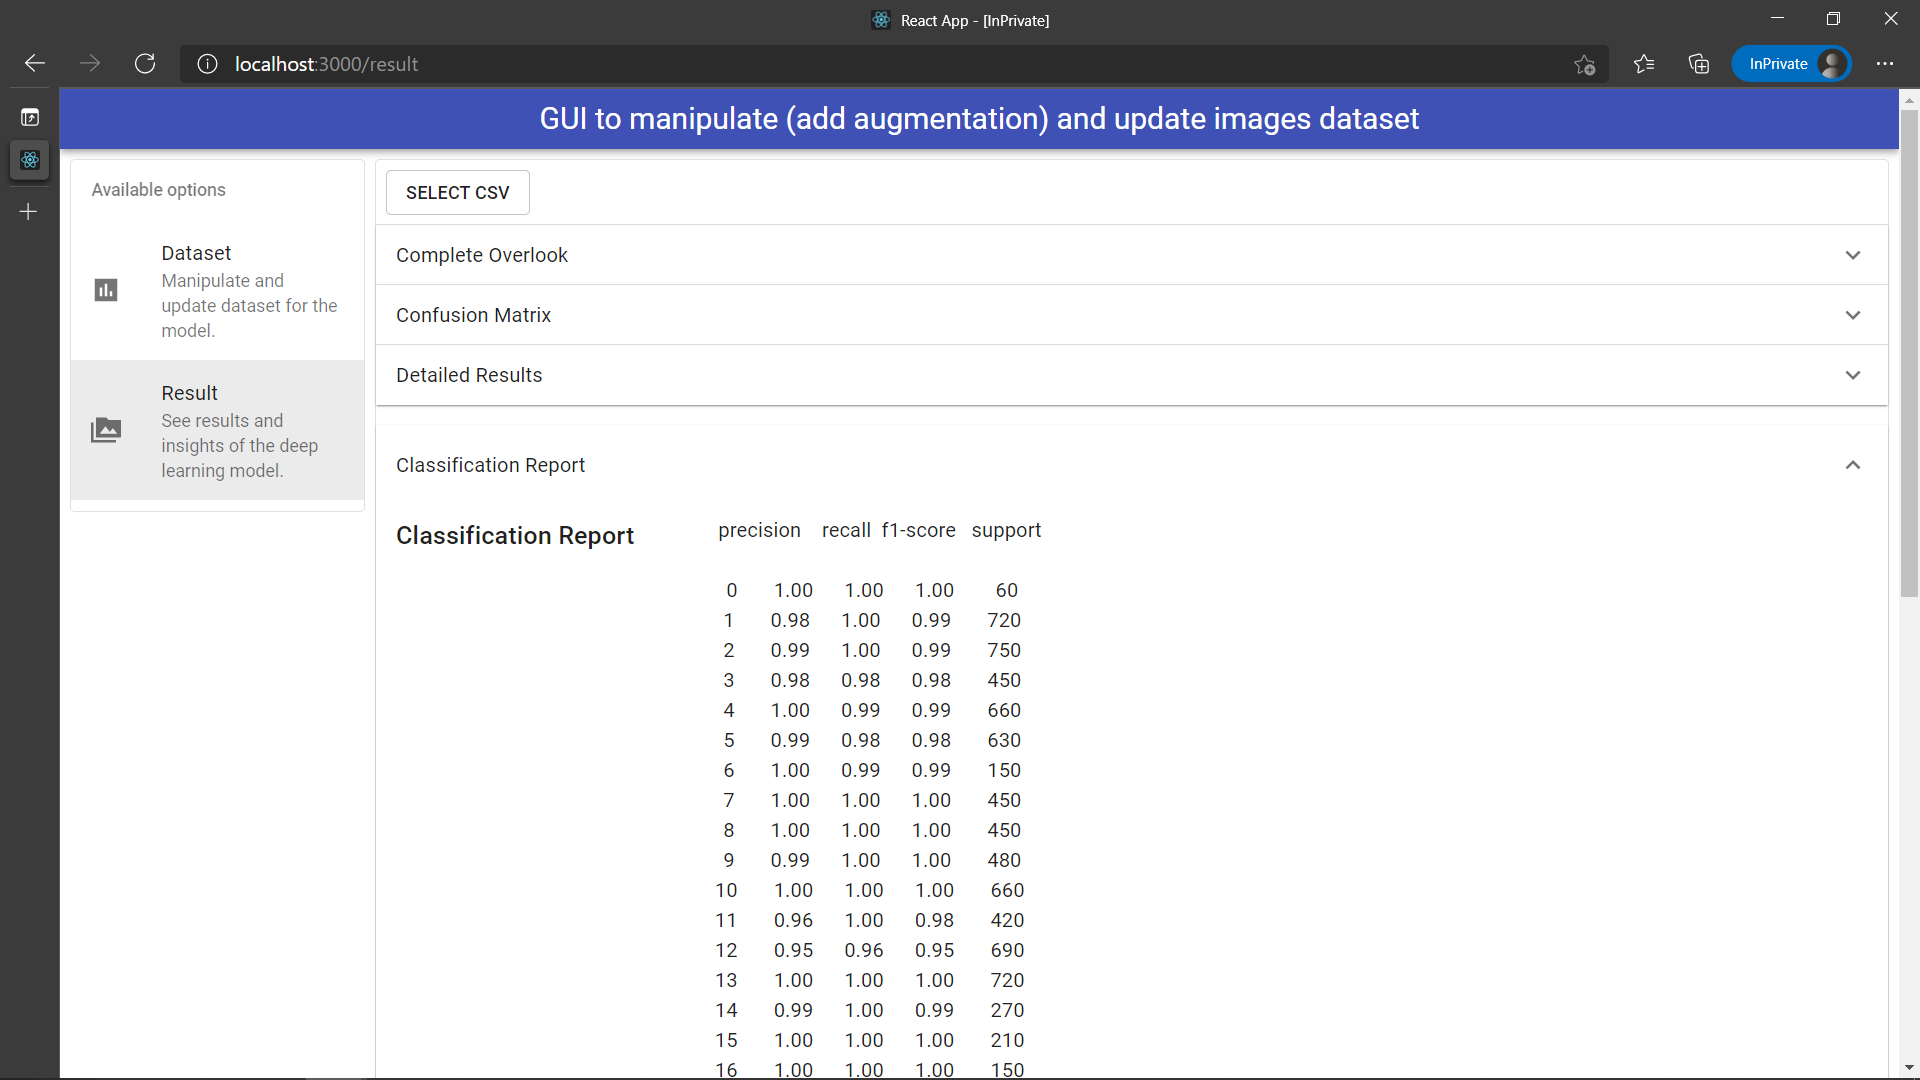 React App - [InPrivate]
localhost:3000/result
InPrivate
GUI to manipulate (add augmentation) and update images dataset
Available options
Dataset
Manipulate and
update dataset for the
model.
Result
See results and
insights of the deep
learning model.
SELECT CSV
Complete Overlook
Confusion Matrix
Detailed Results
Classification Report
Classification Report
precision recall f1-score support
0 1.00 1.00 1.00 60
1 0.98 1.00 0.99 720
2 0.99 1.00 0.99 750
3 0.98 0.98 0.98 450
4 1.00 0.99 0.99 660
5 0.99 0.98 0.98 630
6 1.00 0.99 0.99 150
7 1.00 1.00 1.00 450
8 1.00 1.00 1.00 450
9 0.99 1.00 1.00 480
10 1.00 1.00 1.00 660
11 0.96 1.00 0.98 420
12 0.95 0.96 0.95 690
13 1.00 1.00 1.00 720
14 0.99 1.00 0.99 270
15 1.00 1.00 1.00 210
16 1.00 1.00 1.00 150